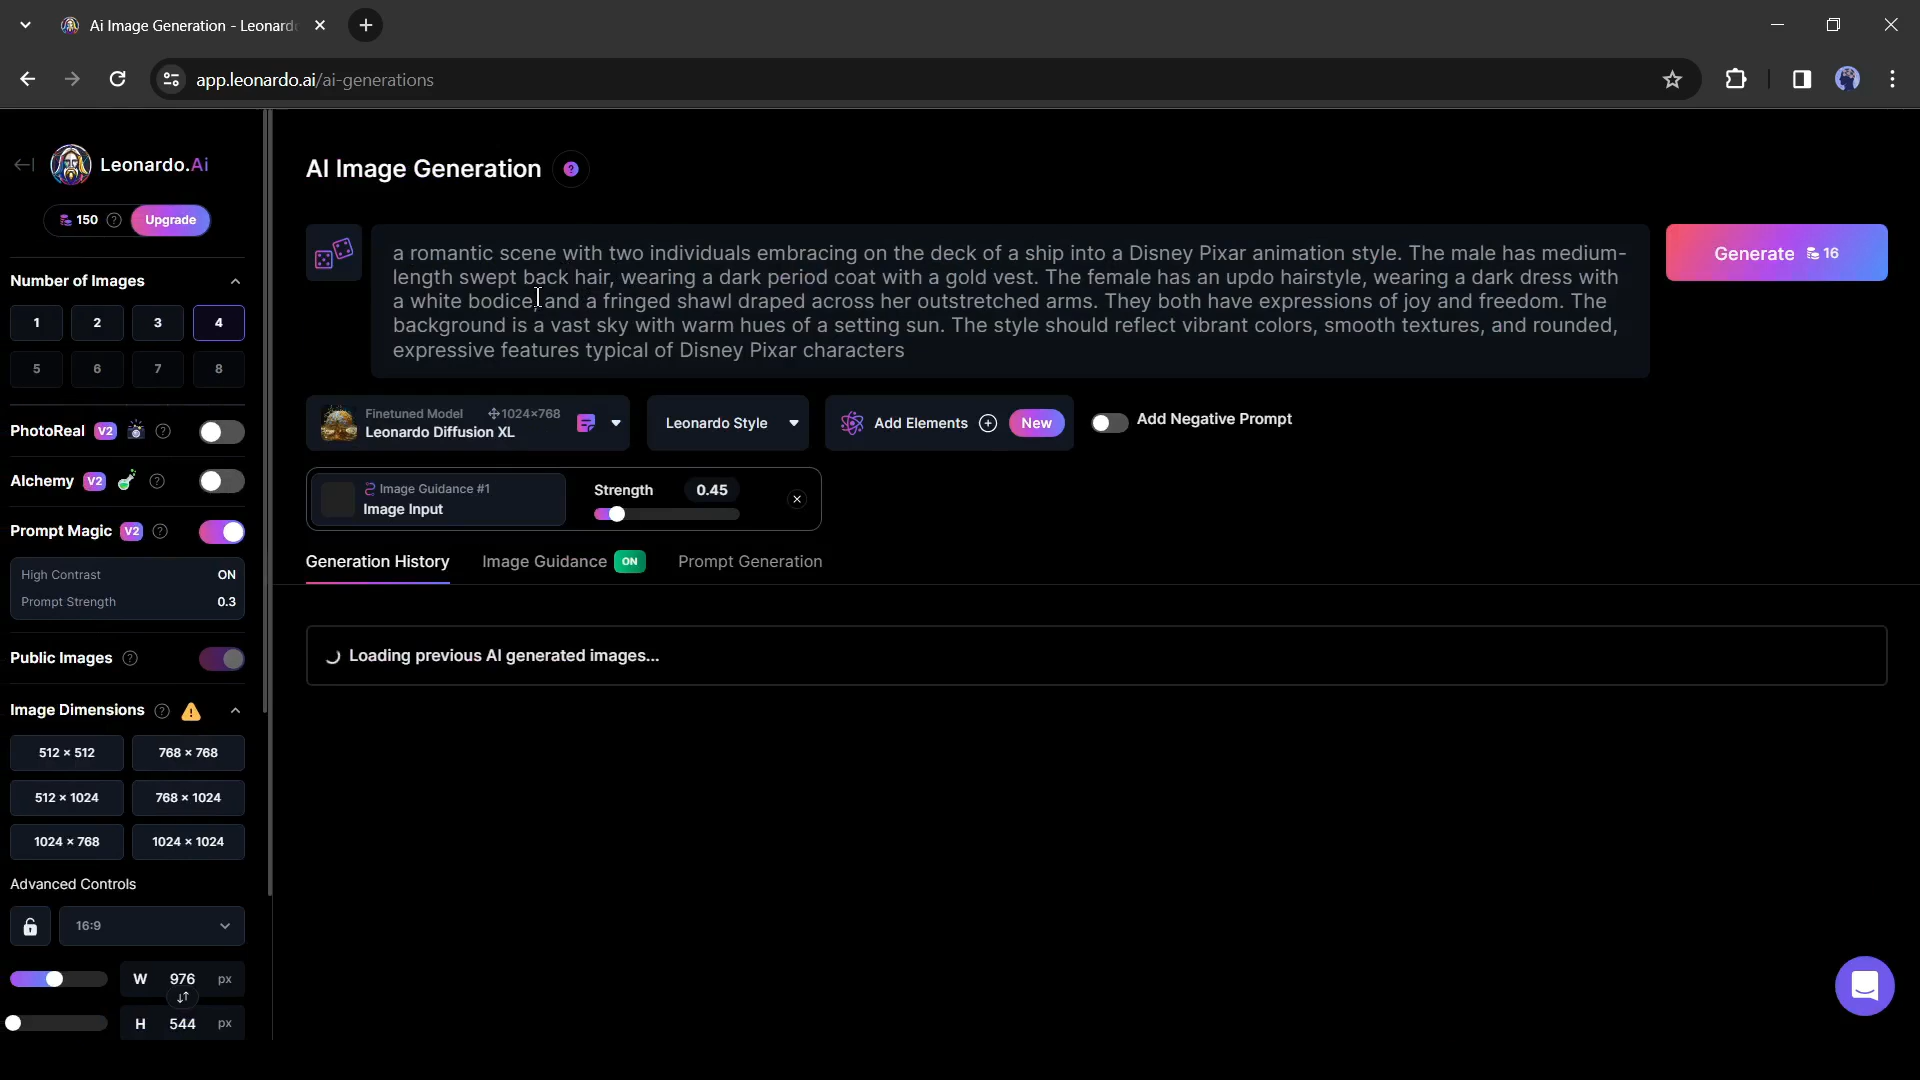 Ai Image Generation - Leonard
app.leonardo.ai/ai-generations
Leonardo.Ai
150 ? Upgrade
Number of Images
1 2 3 4
5 6 7 8
PhotoReal V2 ?
Alchemy V2 ?
Prompt Magic V2 ?
High Contrast ON
Prompt Strength 0.3
Public Images ?
Image Dimensions ?
512 × 512 768 × 768
512 × 1024 768 × 1024
1024 × 768 1024 × 1024
Advanced Controls
16:9
W 976 px
H 544 px
AI Image Generation ?
a romantic scene with two individuals embracing on the deck of a ship into a Disney Pixar animation style. The male has medium-
length swept back hair, wearing a dark period coat with a gold vest. The female has an updo hairstyle, wearing a dark dress with
a white bodice, and a fringed shawl draped across her outstretched arms. They both have expressions of joy and freedom. The
background is a vast sky with warm hues of a setting sun. The style should reflect vibrant colors, smooth textures, and rounded,
expressive features typical of Disney Pixar characters
Generate 16
Finetuned Model 1024×768
Leonardo Diffusion XL
Leonardo Style
Add Elements New
Add Negative Prompt
Image Guidance #1
Image Input
Strength 0.45
Generation History Image Guidance ON Prompt Generation
Loading previous AI generated images...